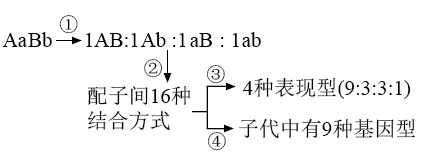 ①
AaBb 1AB:1Ab :1aB : 1ab
②
③
配子间16种
结合方式
4种表现型(9:3:3:1)
④
子代中有9种基因型